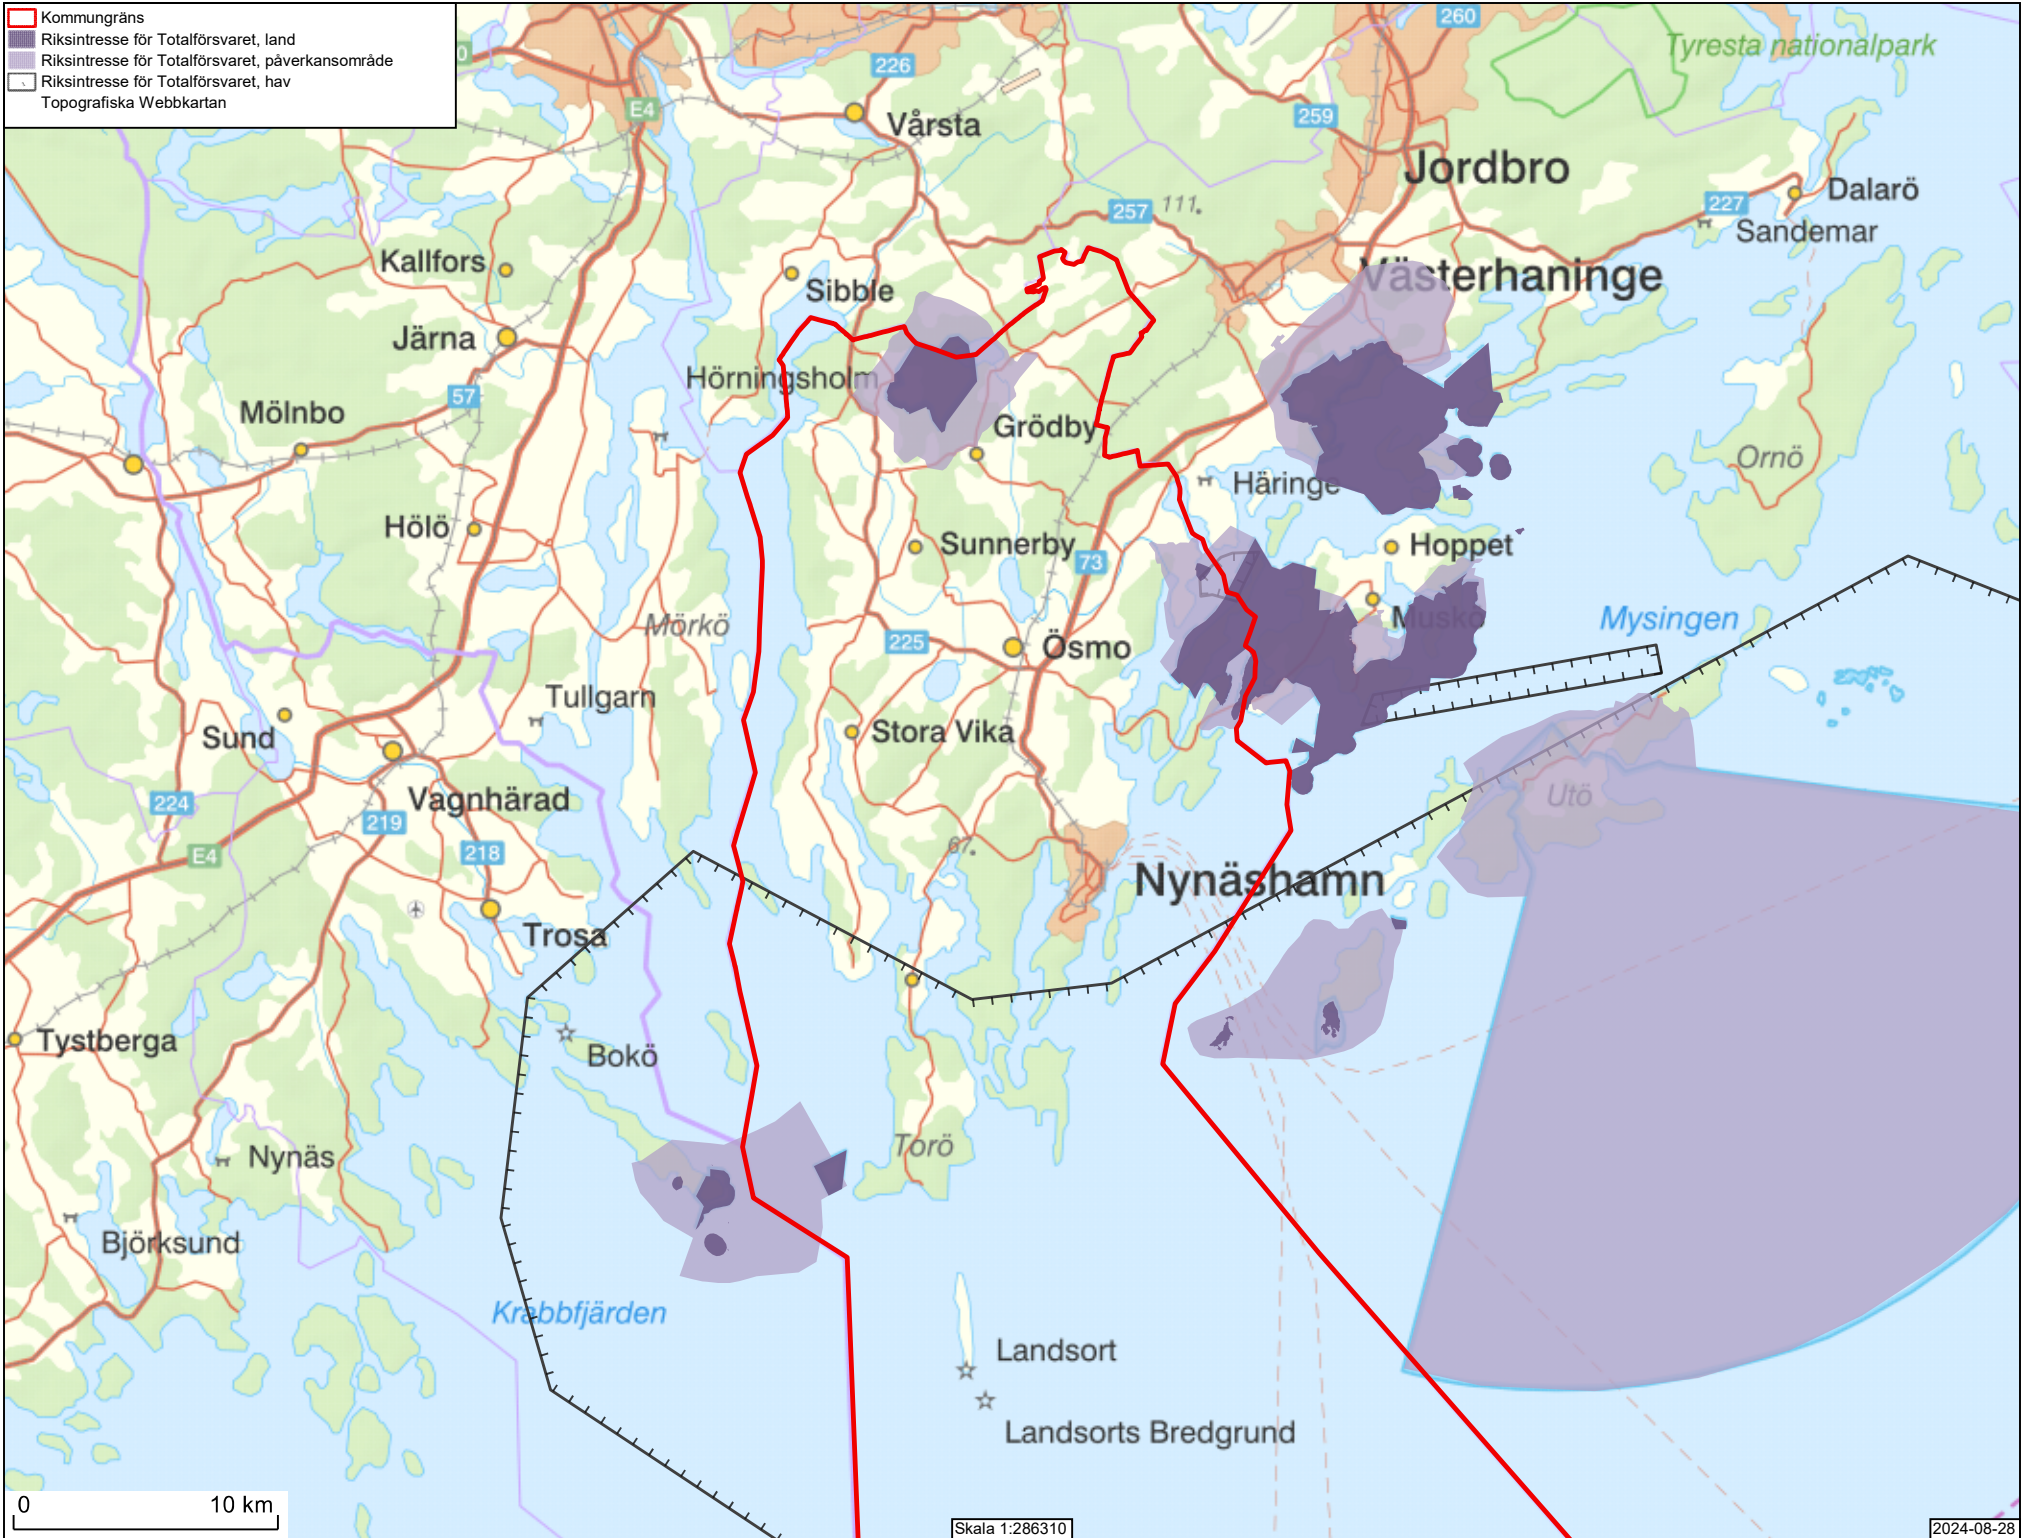 Kommungräns
Riksintresse för Totalförsvaret, land
Riksintresse för Totalförsvaret, påverkansområde
Riksintresse för Totalförsvaret, hav
Topografiska Webbkartan
260
Tyresta nationalpark
226
E4
Vårsta
259
Jordbro
Dalarö
227
Sandemar
257
111.
Kallfors
Sibble
Västerhaninge
Järna
Hörningsholm
57
Mölnbo
Grödby
Ornö
Häringe
Hölö
Sunnerby
73
Hoppet
Mörkö
225
Ösmo
Muskö
Mysingen
Tullgarn
Sund
Stora Vika
224
Vagnhärad
219
Utö
218
E4
67.
Nynäshamn
Trosa
Tystberga
Bokö
Torö
Nynäs
Björksund
Krabbfjärden
Landsort
Landsorts Bredgrund
0
10 km
Skala 1:286310
2024-08-28